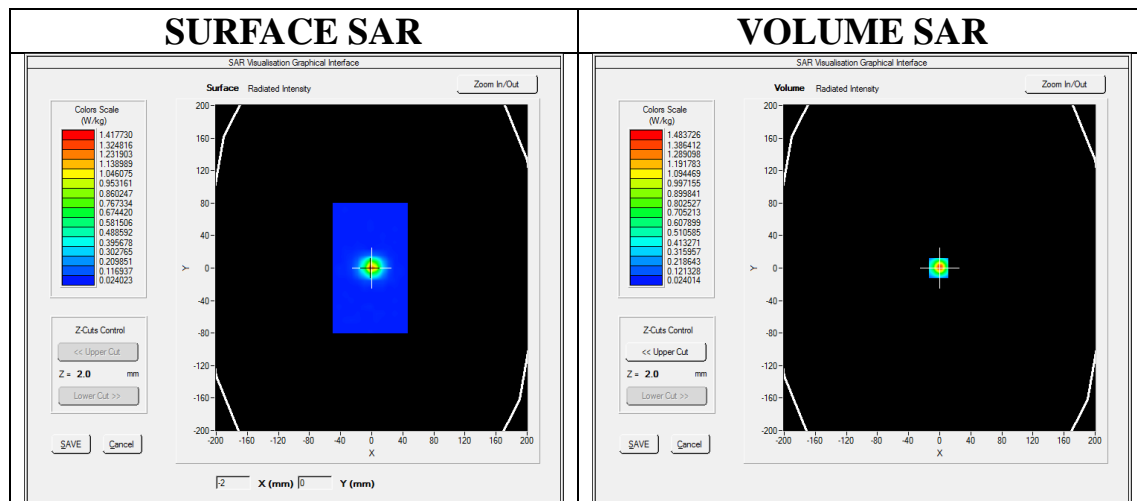 SURFACE SAR
SAR Visualisation Graphical Interface
Surface Radiated Intensity
Zoom In/Out
Colors Scale
(W/kg)
1.417730
1.324816
1.231903
1.138989
1.046075
0.953161
0.860247
0.767334
0.674420
0.581506
0.488592
0.395678
0.302765
0.209851
0.116937
0.024023
Z-Cuts Control
<< Upper Cut
Z = 2.0 mm
Lower Cut >>
SAVE Cancel
200
160
120
80
40
Y 0
-40
-80
-120
-160
-200
-200 -160 -120 -80 -40 0 40 80 120 160 200
X
-2 X (mm) 0 Y (mm)
VOLUME SAR
SAR Visualisation Graphical Interface
Volume Radiated Intensity
Zoom In/Out
Colors Scale
(W/kg)
1.483726
1.386412
1.289098
1.191783
1.094469
0.997155
0.899841
0.802527
0.705213
0.607899
0.510585
0.413271
0.315957
0.218643
0.121328
0.024014
Z-Cuts Control
<< Upper Cut
Z = 2.0 mm
Lower Cut >>
SAVE Cancel
200
160
120
80
40
Y 0
-40
-80
-120
-160
-200
-200 -160 -120 -80 -40 0 40 80 120 160 200
X